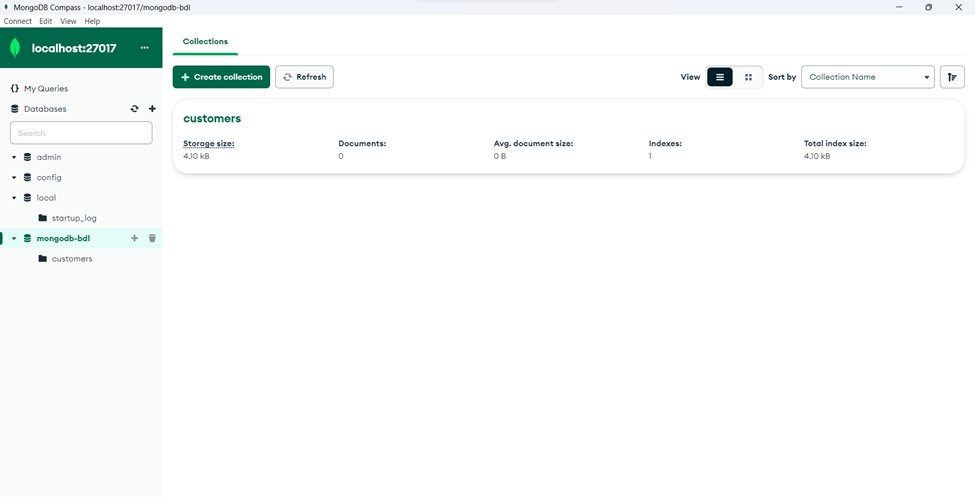 MongoDB Compass - localhost:27017/mongodb-bdl
Connect Edit View Help
localhost:27017
Collections
Create collection
Refresh
View
Sort by
Collection Name
{} My Queries
Databases
Search
admin
config
local
startup_log
mongodb-bdl
customers
customers
Storage size: Documents: Avg. document size: Indexes: Total index size:
4.10 kB 0 0 B 1 4.10 kB